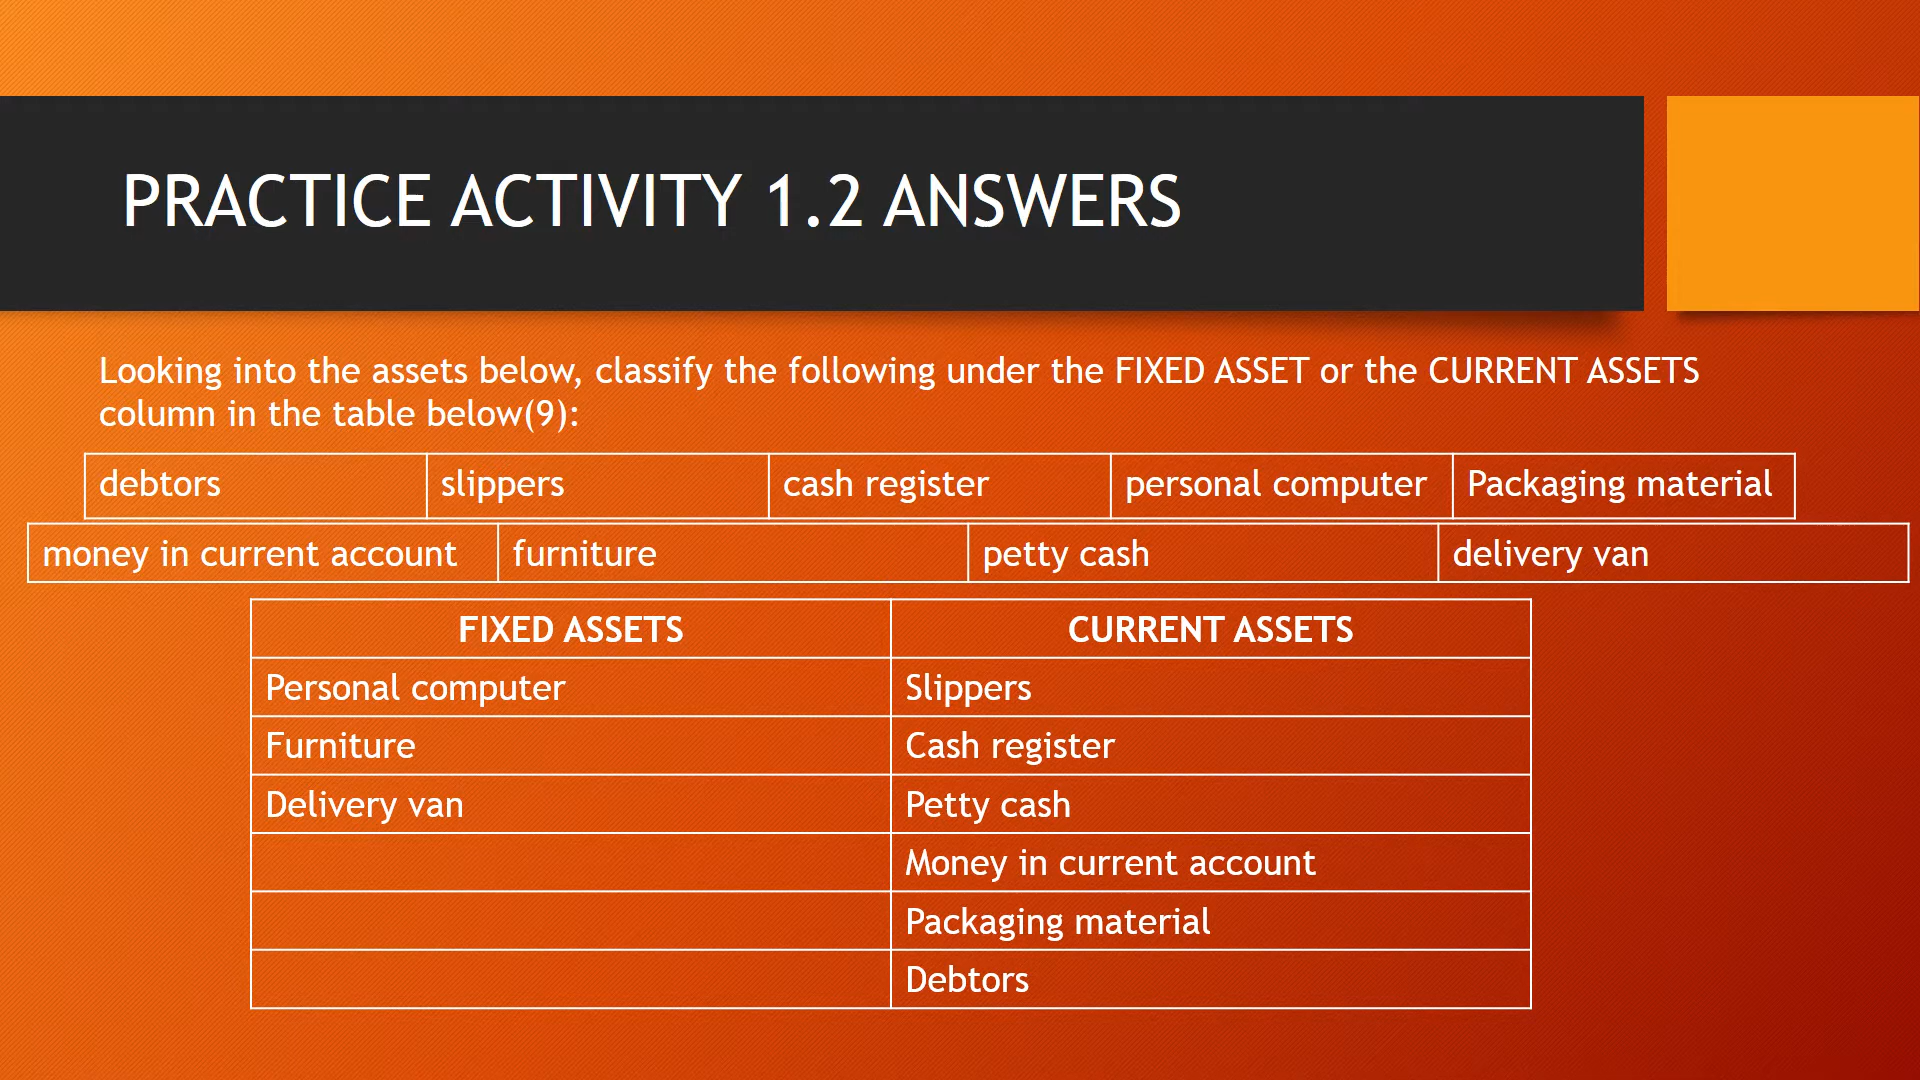 PRACTICE ACTIVITY 1.2 ANSWERS
Looking into the assets below, classify the following under the FIXED ASSET or the CURRENT ASSETS
column in the table below(9):
debtors slippers cash register personal computer Packaging material
money in current account furniture petty cash delivery van
FIXED ASSETS CURRENT ASSETS
Personal computer Slippers
Furniture Cash register
Delivery van Petty cash
Money in current account
Packaging material
Debtors